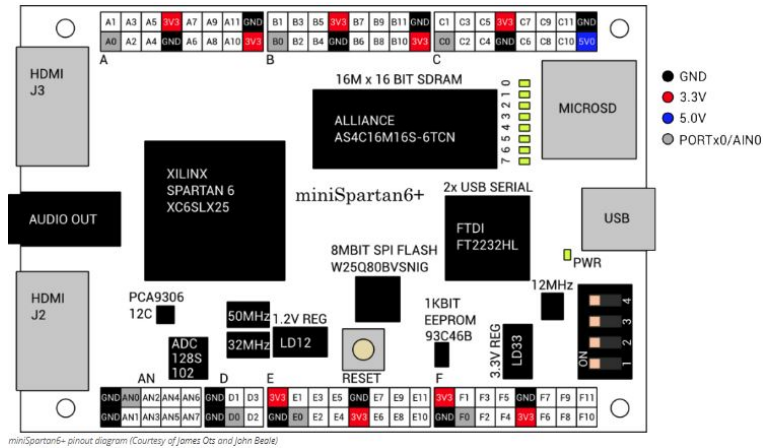 A1 A3 A5 3V3 A7 A9 A11 GND
A0 A2 A4 GND A6 A8 A10 3V3
A
B1 B3 B5 3V3 B7 B9 B11 GND
B0 B2 B4 GND B6 B8 B10 3V3
B
C1 C3 C5 3V3 C7 C9 C11 GND
C0 C2 C4 GND C6 C8 C10 5V0
C
HDMI
J3
16M x 16 BIT SDRAM
ALLIANCE
AS4C16M16S-6TCN
7 6 5 4 3 2 1 0
MICROSD
GND
3.3V
5.0V
PORTx0/AIN0
XILINX
SPARTAN 6
XC6SLX25
miniSpartan6+
2x USB SERIAL
FTDI
FT2232HL
AUDIO OUT
USB
PWR
8MBIT SPI FLASH
W25Q80BVSNIG
HDMI
J2
PCA9306
12C
50MHz
32MHz
1.2V REG
LD12
RESET
1KBIT
EEPROM
93C46B
12MHz
3.3V REG
LD33
ON
1 2 3 4
ADC
128S
102
AN
GND AN0 AN2 AN4 AN6
GND AN1 AN3 AN5 AN7
D
GND D1 D3
GND D0 D2
E
3V3 E1 E3 E5 GND E7 E9 E11
GND E0 E2 E4 3V3 E6 E8 E10
F
3V3 F1 F3 F5 GND F7 F9 F11
GND F0 F2 F4 3V3 F6 F8 F10
miniSpartan6+ pinout diagram (Courtesy of James Ots and John Beale)